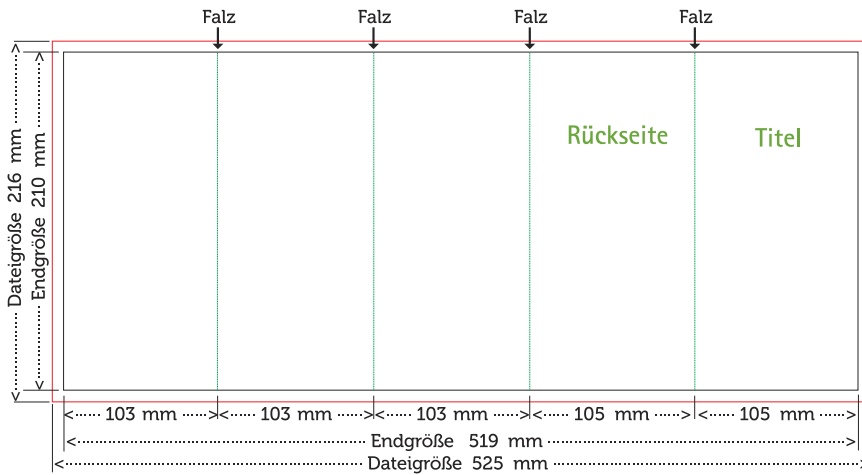 Falz Falz Falz Falz
Dateigröße 216 mm
Endgröße 210 mm
Rückseite Titel
103 mm 103 mm 103 mm 105 mm 105 mm
Endgröße 519 mm
Dateigröße 525 mm